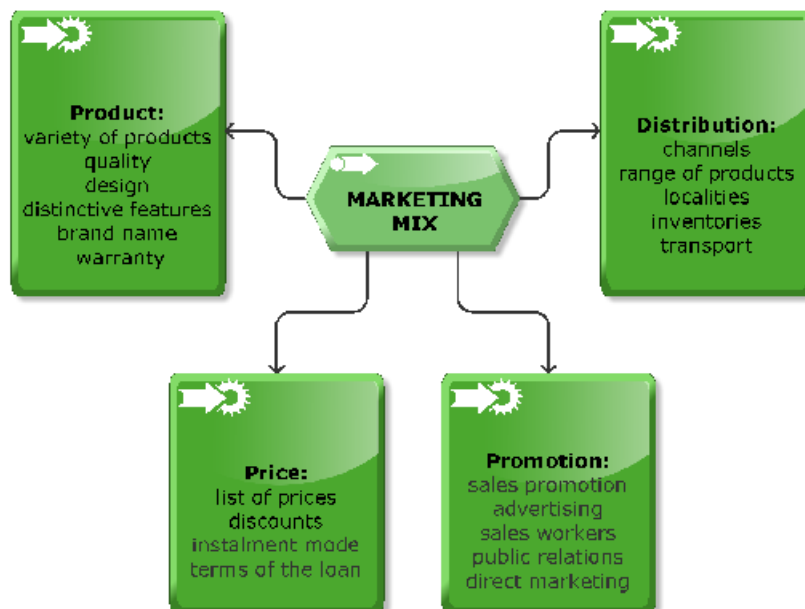 Product:
variety of products
quality
design
distinctive features
brand name
warranty
MARKETING
MIX
Distribution:
channels
range of products
localities
inventories
transport
Price:
list of prices
discounts
instalment mode
terms of the loan
Promotion:
sales promotion
advertising
sales workers
public relations
direct marketing